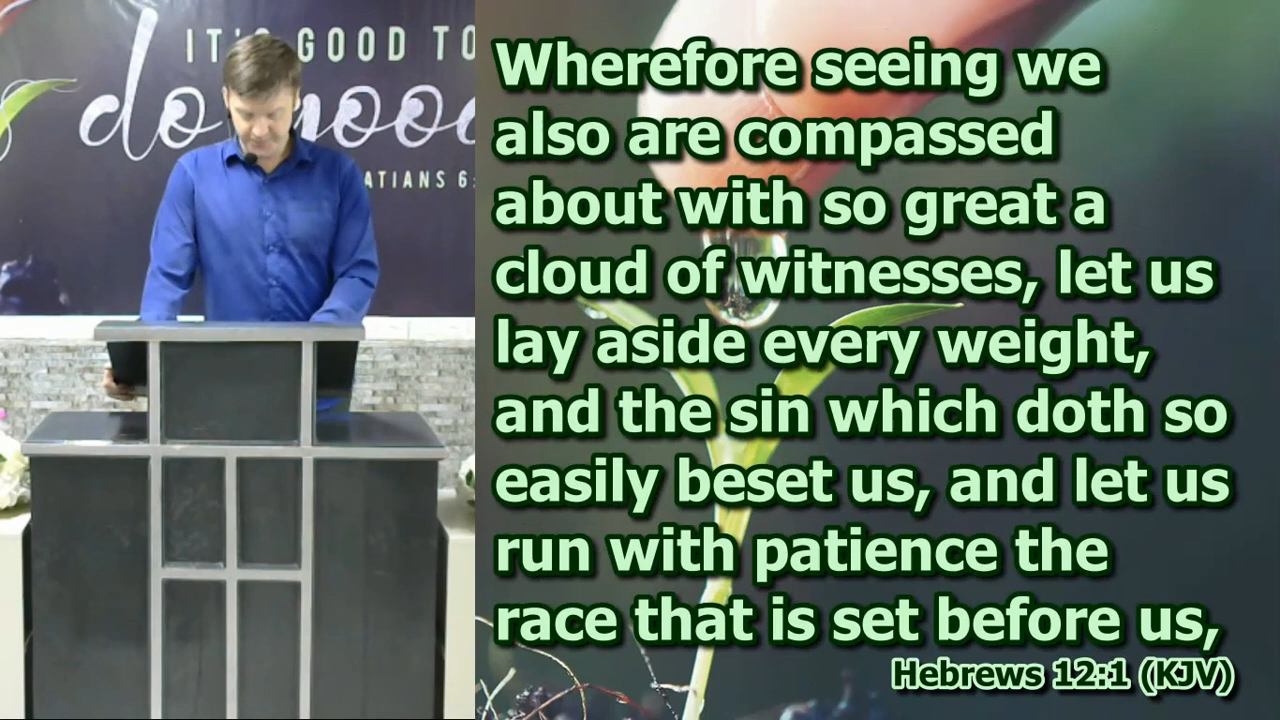 IT'S GOOD TO
do good
ATIANS 6:
Wherefore seeing we
also are compassed
about with so great a
cloud of witnesses, let us
lay aside every weight,
and the sin which doth so
easily beset us, and let us
run with patience the
race that is set before us,
Hebrews 12:1 (KJV)